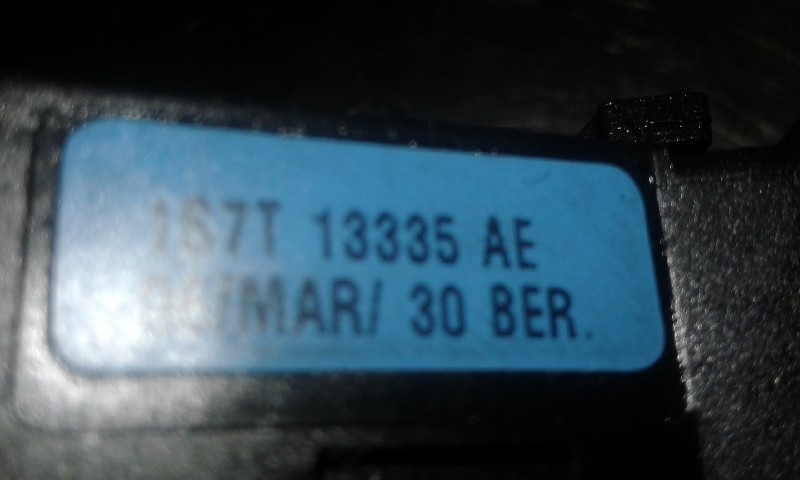 1S7T 13335 AE
/MAR/ 30 BER.